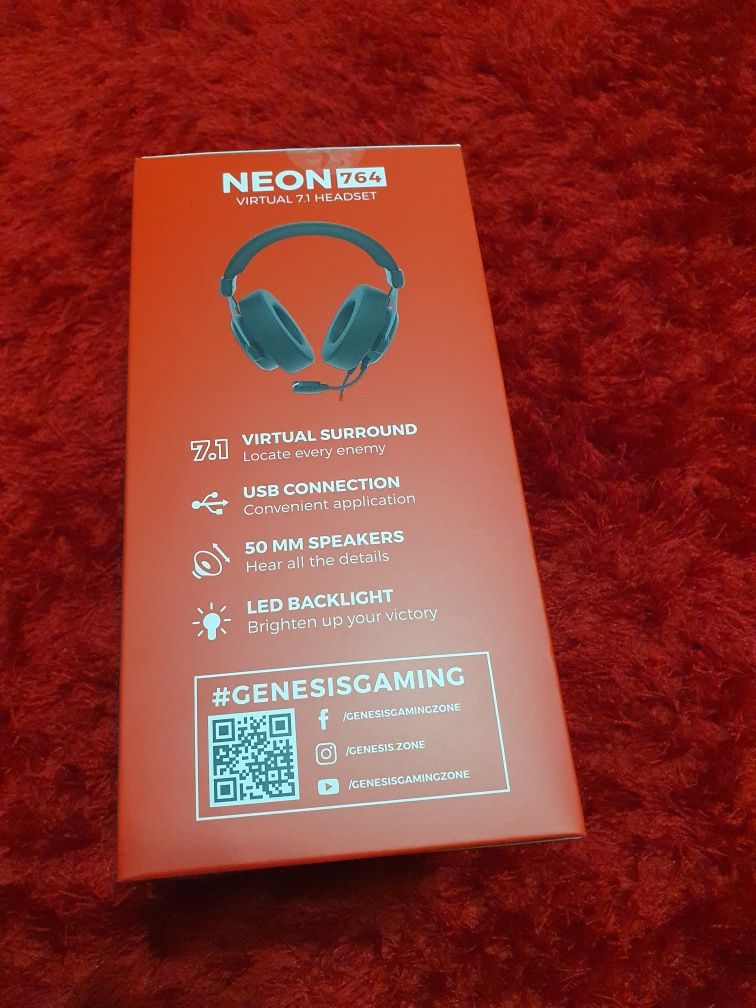 NEON 764
VIRTUAL 7.1 HEADSET
7.1 VIRTUAL SURROUND
Locate every enemy
USB CONNECTION
Convenient application
50 MM SPEAKERS
Hear all the details
LED BACKLIGHT
Brighten up your victory
#GENESISGAMING
/GENESISGAMINGZONE
/GENESIS.ZONE
/GENESISGAMINGZONE